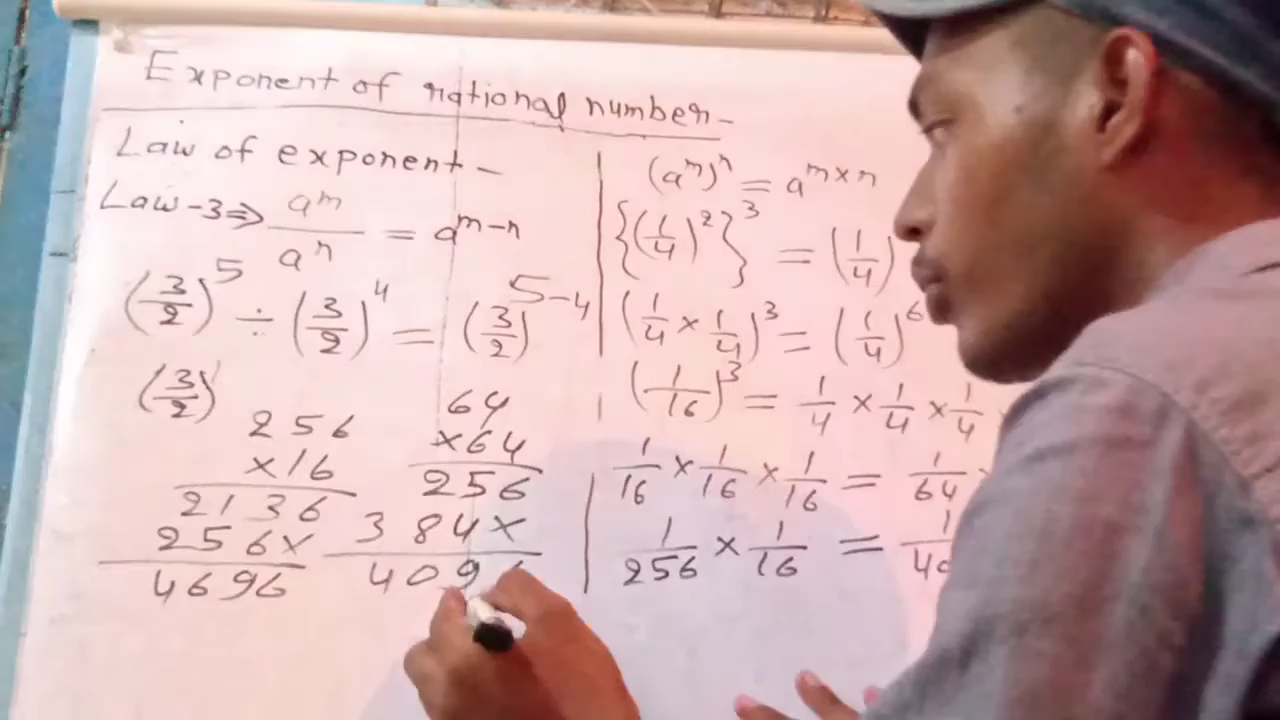 Exponent of rational number-
Law of exponent-
Law-3⇒ a^m / a^n = a^(m-n)
(3/2)^5 ÷ (3/2)^4 = (3/2)^(5-4)
(3/2)^1
256
×16
2136
256×
4696
64
×64
256
384×
409
(a^m)^n = a^(m×n)
{(1/4)^2}^3 = (1/4)
(1/4 × 1/4)^3 = (1/4)^6
(1/16)^3 = 1/4 × 1/4 × 1/4
1/16 × 1/16 × 1/16 = 1/64 ×
1/256 × 1/16 = 1/40